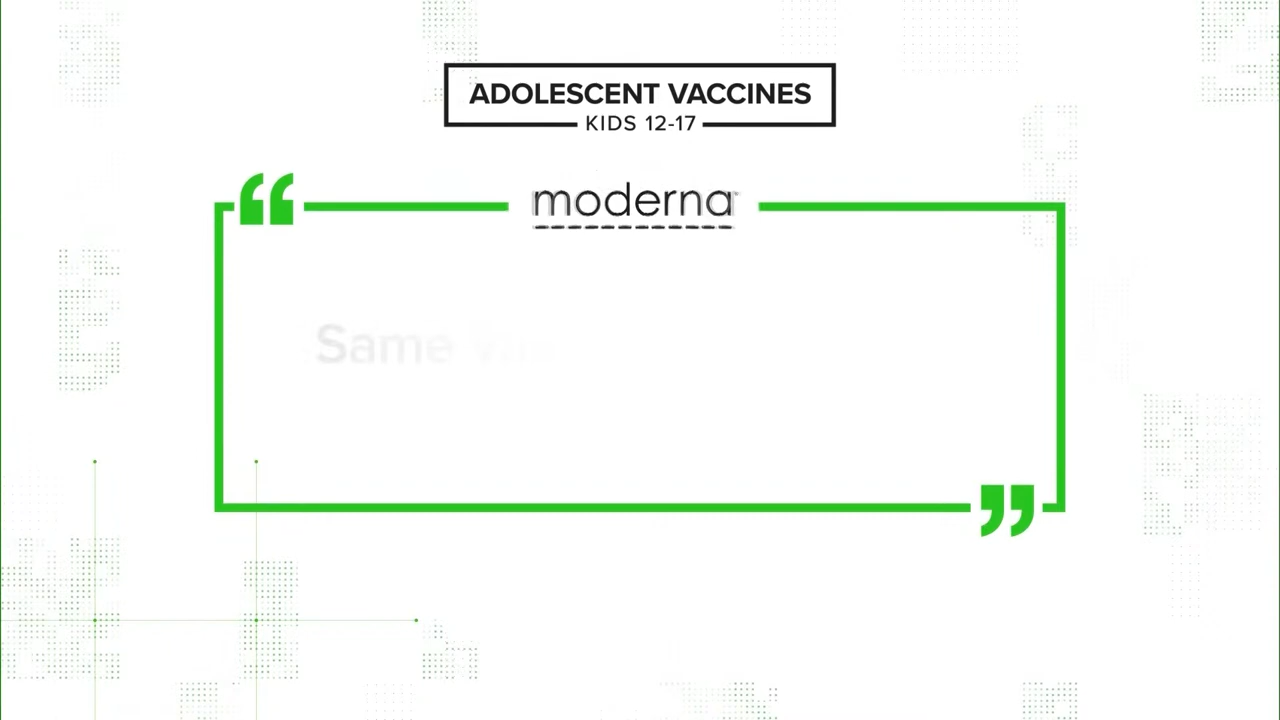 ADOLESCENT VACCINES
KIDS 12-17
“
moderna
Same
”